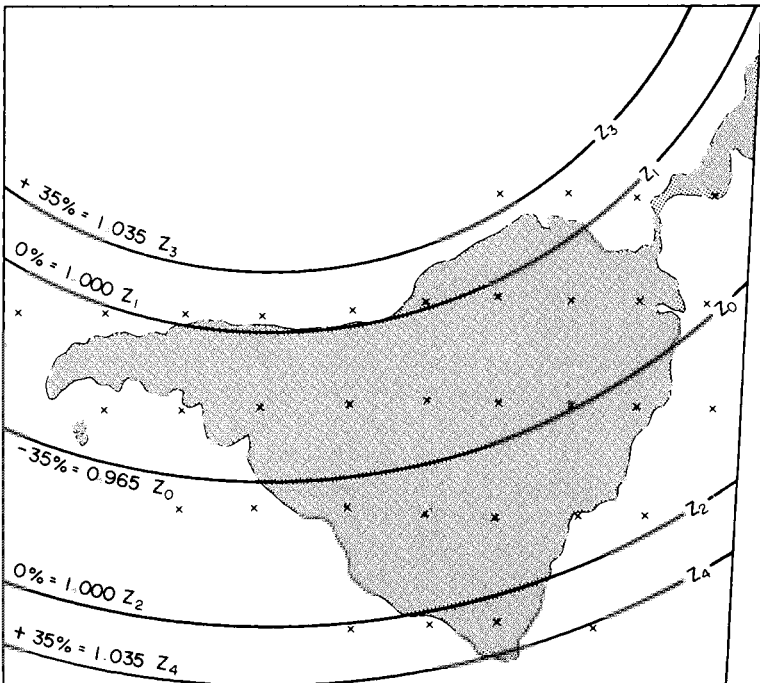 Z3
Z1
+ 35% = 1.035 Z3
0% = 1.000 Z1
Z0
-35% = 0.965 Z0
Z2
0% = 1.000 Z2
Z4
+ 35% = 1.035 Z4